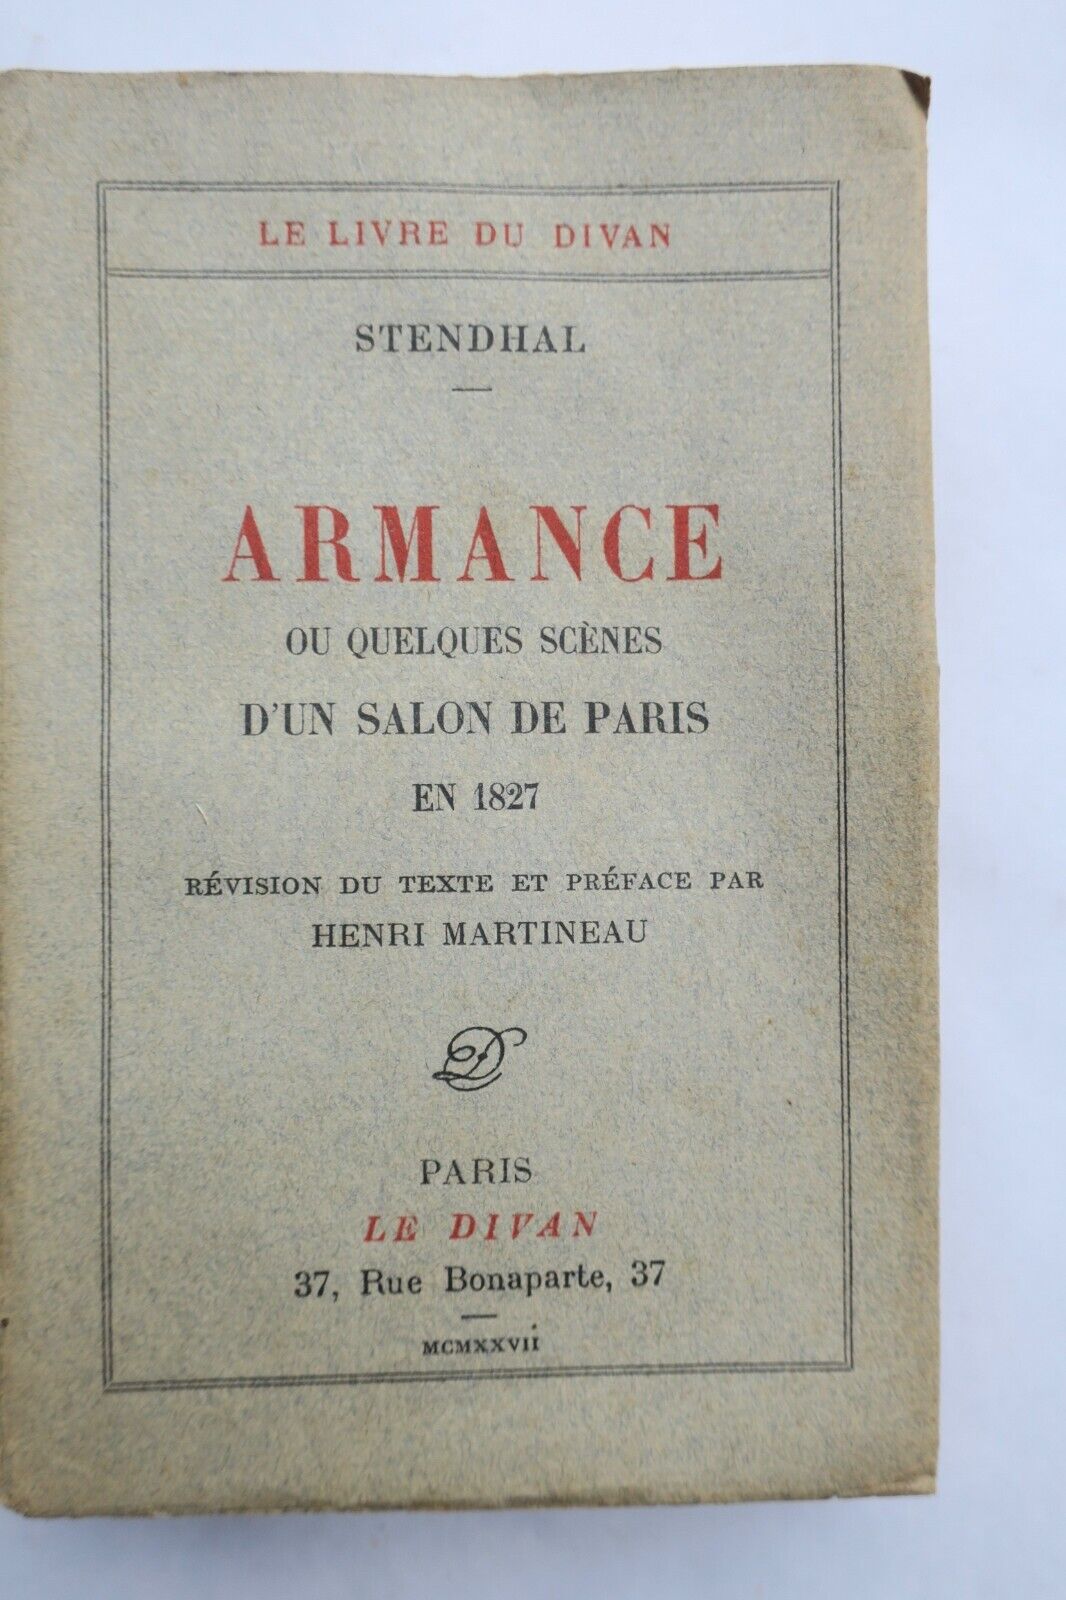 LE LIVRE DU DIVAN
STENDHAL
ARMANCE
OU QUELQUES SCÈNES
D'UN SALON DE PARIS
EN 1827
RÉVISION DU TEXTE ET PRÉFACE PAR
HENRI MARTINEAU
D
PARIS
LE DIVAN
37, Rue Bonaparte, 37
MCMXXVII